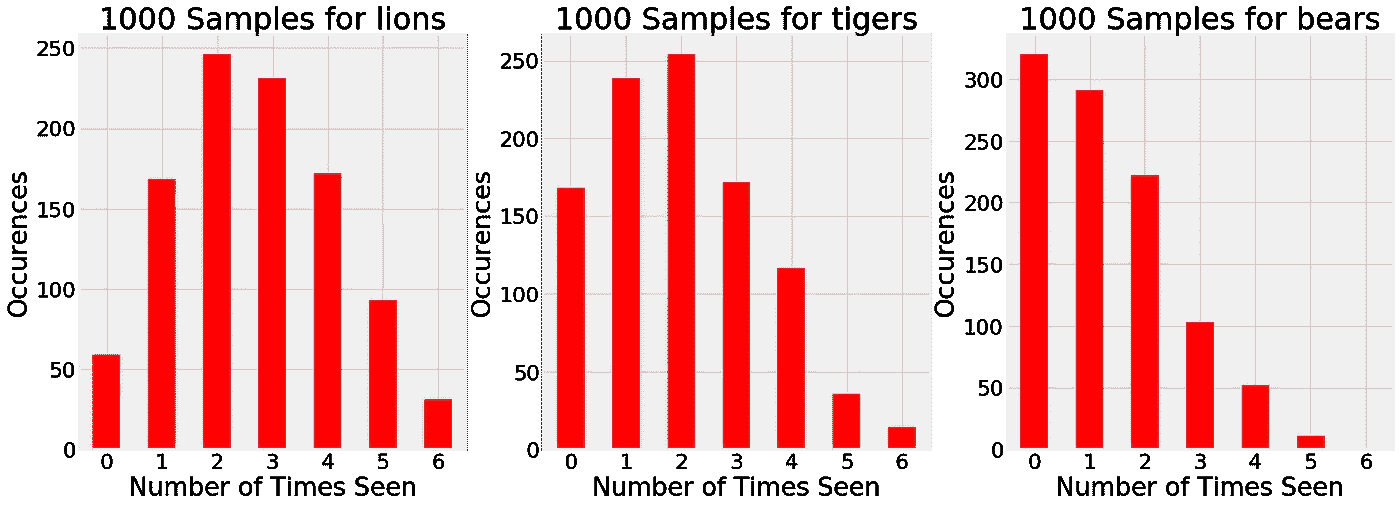 1000 Samples for lions
250
200
150
100
50
0
Occurences
0 1 2 3 4 5 6
Number of Times Seen
1000 Samples for tigers
250
200
150
100
50
0
Occurences
0 1 2 3 4 5 6
Number of Times Seen
1000 Samples for bears
300
250
200
150
100
50
0
Occurences
0 1 2 3 4 5 6
Number of Times Seen